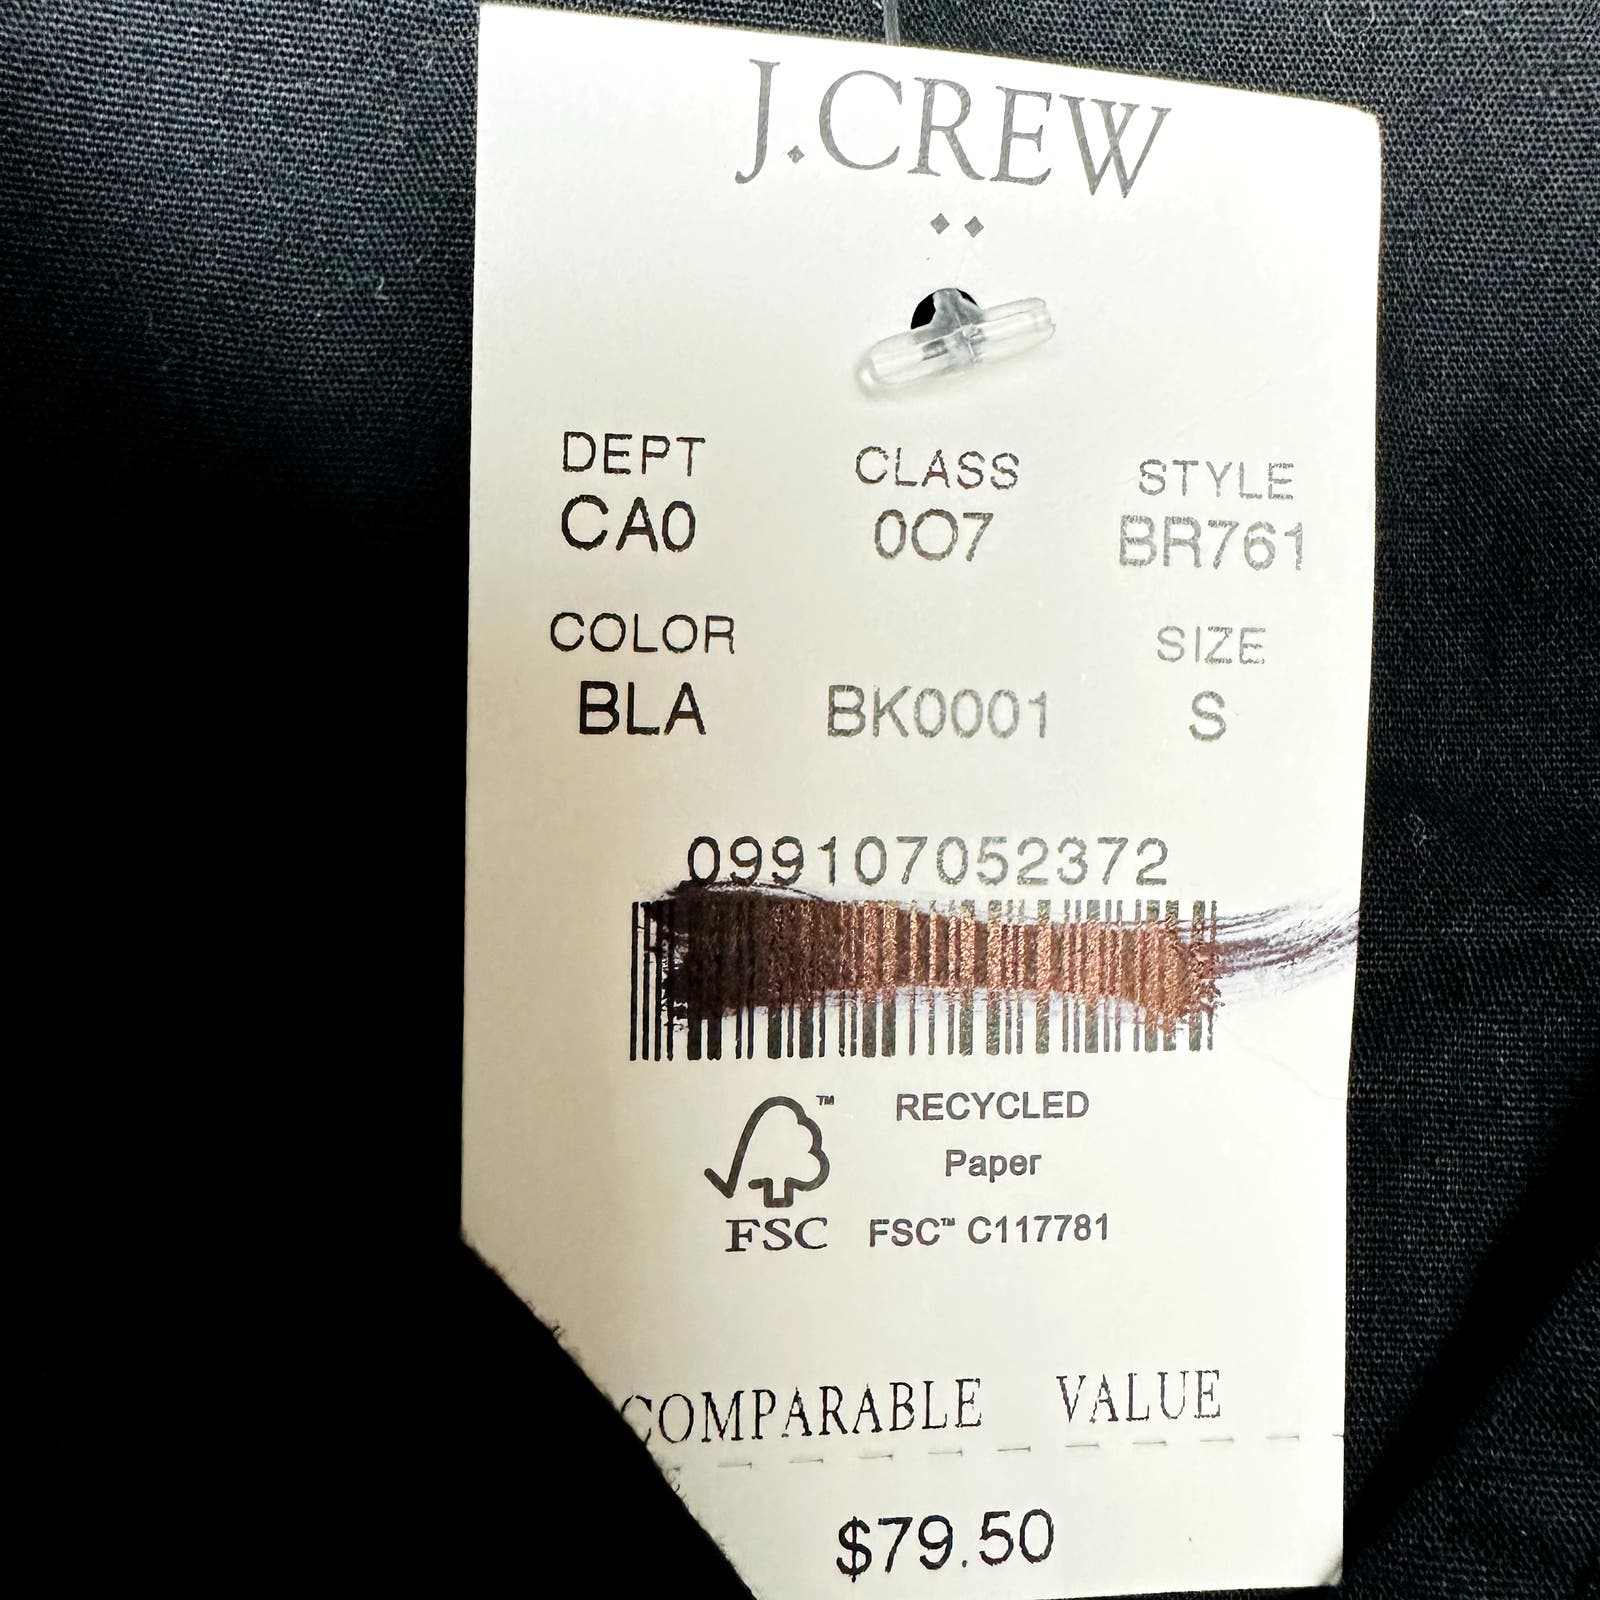 J.CREW
DEPT CLASS STYLE
CA0 0O7 BR761
COLOR SIZE
BLA BK0001 S
099107052372
RECYCLED
Paper
FSC FSC™ C117781
COMPARABLE VALUE
$79.50